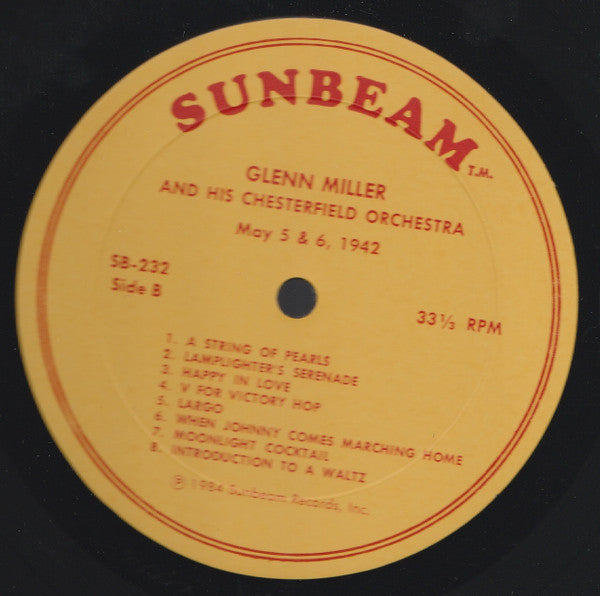 SUNBEAM T.M.
GLENN MILLER
AND HIS CHESTERFIELD ORCHESTRA
May 5 & 6, 1942
SB-232
Side B
33 1/3 RPM
1. A STRING OF PEARLS
2. LAMPLIGHTER'S SERENADE
3. HAPPY IN LOVE
4. V FOR VICTORY HOP
5. LARGO
6. WHEN JOHNNY COMES MARCHING HOME
7. MOONLIGHT COCKTAIL
8. INTRODUCTION TO A WALTZ
℗ 1984 Sunbeam Records, Inc.